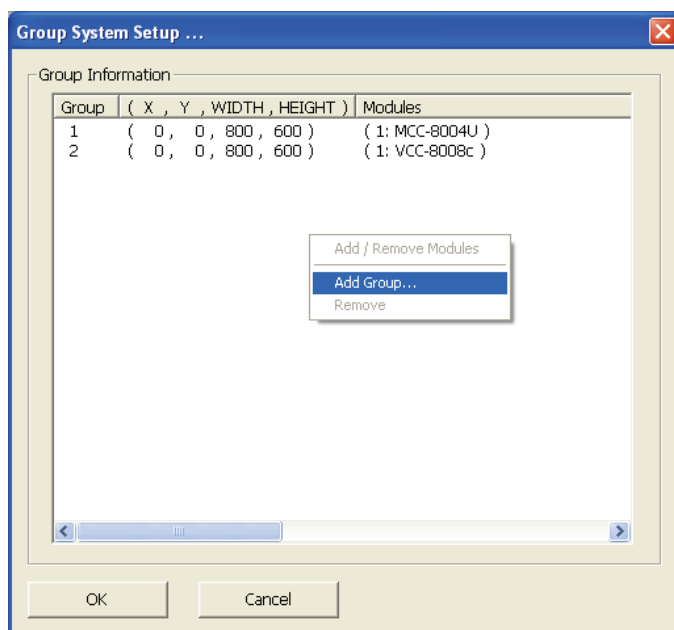 Group System Setup ...
Group Information
Group ( X , Y , WIDTH , HEIGHT ) Modules
1 ( 0 , 0 , 800 , 600 ) ( 1: MCC-8004U )
2 ( 0 , 0 , 800 , 600 ) ( 1: VCC-8008c )
Add / Remove Modules
Add Group...
Remove
OK Cancel